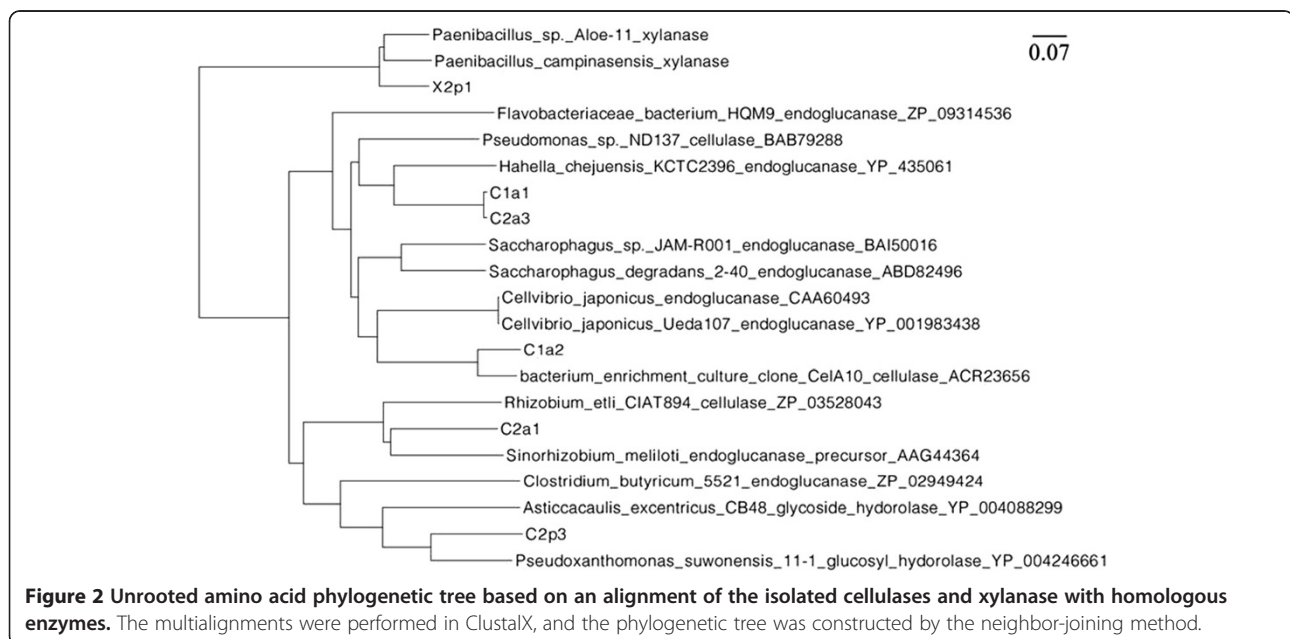 Paenibacillus_sp._Aloe-11_xylanase
0.07
Paenibacillus_campinasensis_xylanase
X2p1
Flavobacteriaceae_bacterium_HQM9_endoglucanase_ZP_09314536
Pseudomonas_sp._ND137_cellulase_BAB79288
Hahella_chejuensis_KCTC2396_endoglucanase_YP_435061
C1a1
C2a3
Saccharophagus_sp._JAM-R001_endoglucanase_BAI50016
Saccharophagus_degradans_2-40_endoglucanase_ABD82496
Cellvibrio_japonicus_endoglucanase_CAA60493
Cellvibrio_japonicus_Ueda107_endoglucanase_YP_001983438
C1a2
bacterium_enrichment_culture_clone_CelA10_cellulase_ACR23656
Rhizobium_etli_CIAT894_cellulase_ZP_03528043
C2a1
Sinorhizobium_meliloti_endoglucanase_precursor_AAG44364
Clostridium_butyricum_5521_endoglucanase_ZP_02949424
Asticcacaulis_excentricus_CB48_glycoside_hydorolase_YP_004088299
C2p3
Pseudoxanthomonas_suwonensis_11-1_glucosyl_hydorolase_YP_004246661
Figure 2 Unrooted amino acid phylogenetic tree based on an alignment of the isolated cellulases and xylanase with homologous
enzymes. The multialignments were performed in ClustalX, and the phylogenetic tree was constructed by the neighbor-joining method.